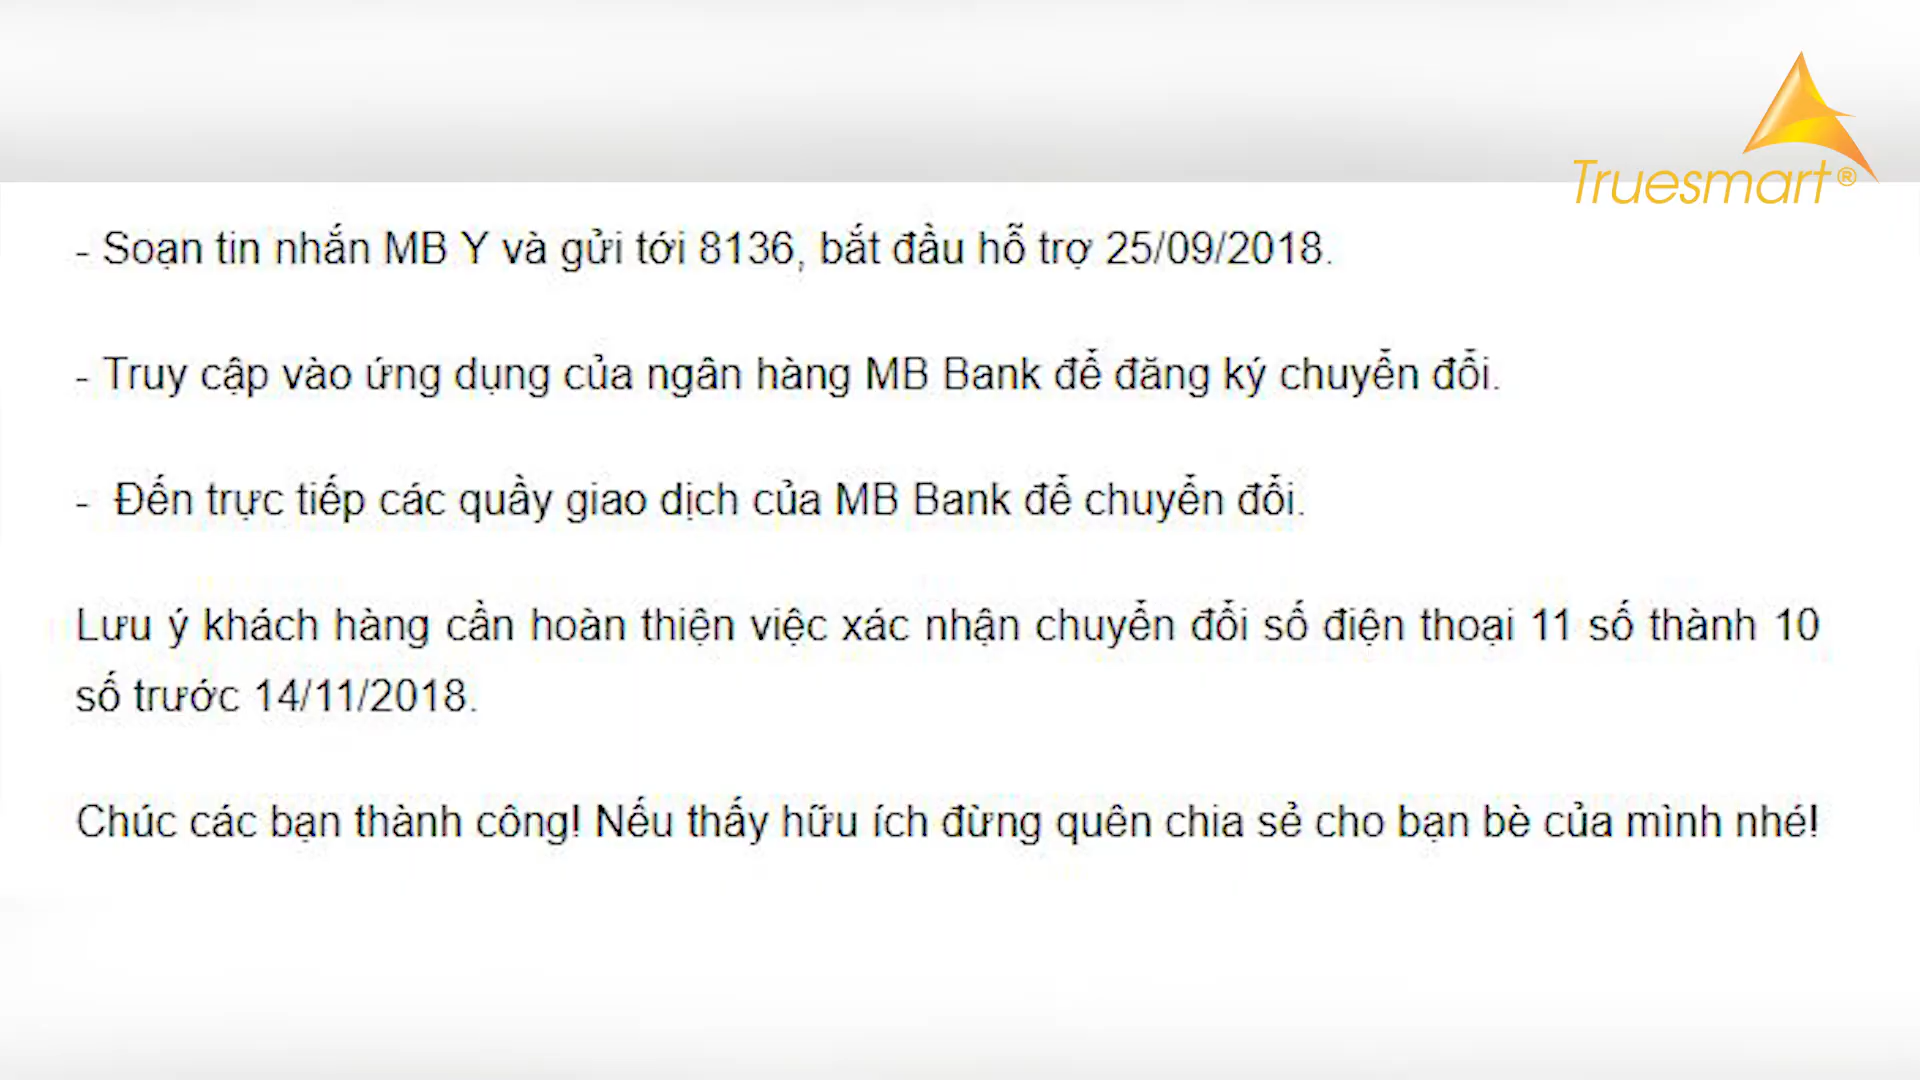 Truesmart®
- Soạn tin nhắn MB Y và gửi tới 8136, bắt đầu hỗ trợ 25/09/2018.
- Truy cập vào ứng dụng của ngân hàng MB Bank để đăng ký chuyển đổi.
- Đến trực tiếp các quầy giao dịch của MB Bank để chuyển đổi.
Lưu ý khách hàng cần hoàn thiện việc xác nhận chuyển đổi số điện thoại 11 số thành 10
số trước 14/11/2018.
Chúc các bạn thành công! Nếu thấy hữu ích đừng quên chia sẻ cho bạn bè của mình nhé!